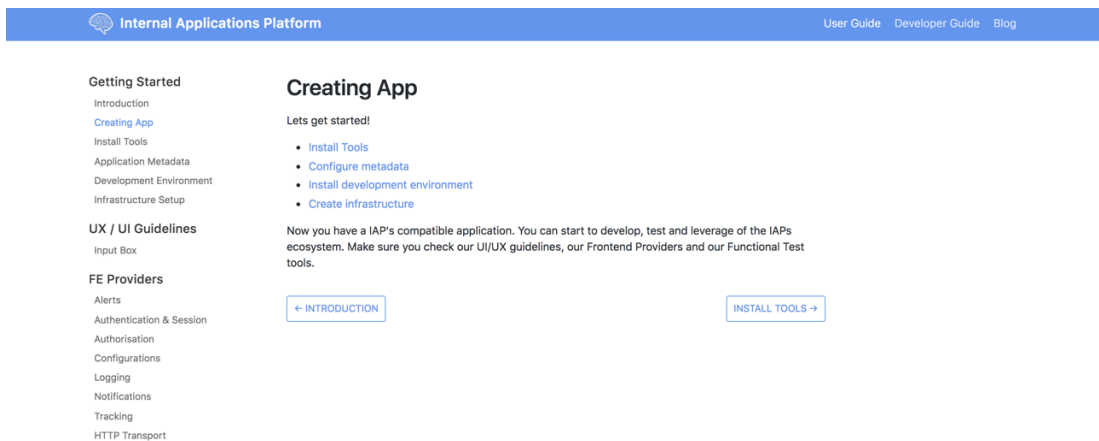 Internal Applications Platform
User Guide Developer Guide Blog
Getting Started
Introduction
Creating App
Install Tools
Application Metadata
Development Environment
Infrastructure Setup
UX / UI Guidelines
Input Box
FE Providers
Alerts
Authentication & Session
Authorisation
Configurations
Logging
Notifications
Tracking
HTTP Transport
Creating App
Lets get started!
• Install Tools
• Configure metadata
• Install development environment
• Create infrastructure
Now you have a IAP's compatible application. You can start to develop, test and leverage of the IAPs
ecosystem. Make sure you check our UI/UX guidelines, our Frontend Providers and our Functional Test
tools.
← INTRODUCTION
INSTALL TOOLS →